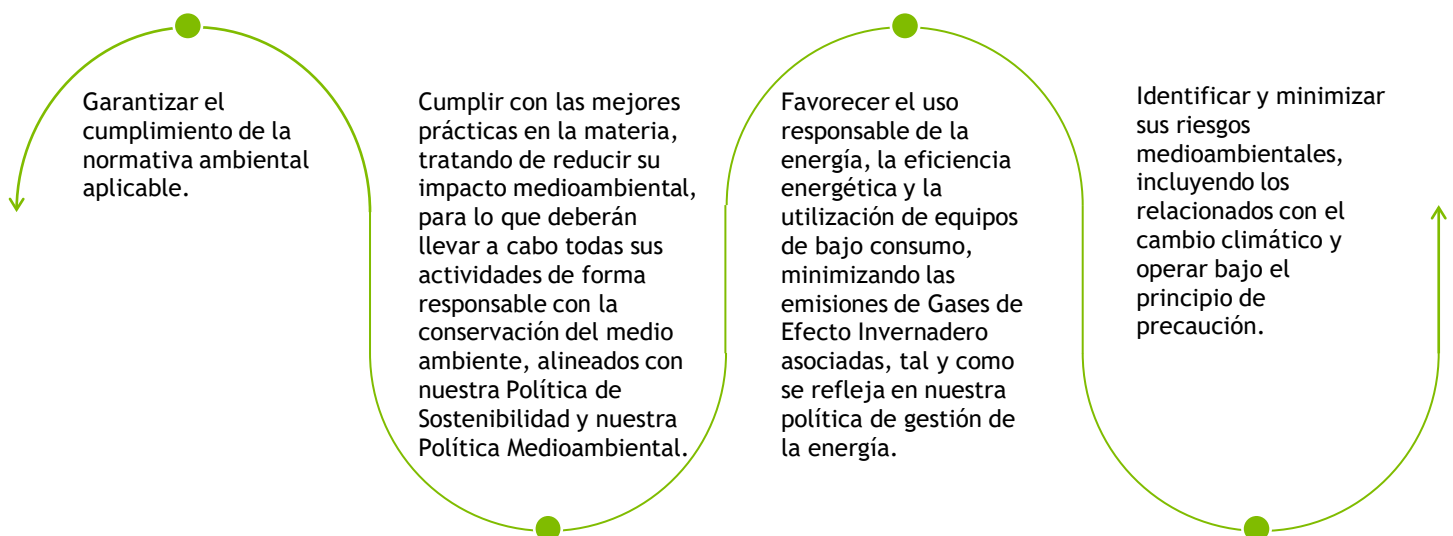 Garantizar el
cumplimiento de la
normativa ambiental
aplicable.
Cumplir con las mejores
prácticas en la materia,
tratando de reducir su
impacto medioambiental,
para lo que deberán
llevar a cabo todas sus
actividades de forma
responsable con la
conservación del medio
ambiente, alineados con
nuestra Política de
Sostenibilidad y nuestra
Política Medioambiental.
Favorecer el uso
responsable de la
energía, la eficiencia
energética y la
utilización de equipos
de bajo consumo,
minimizando las
emisiones de Gases de
Efecto Invernadero
asociadas, tal y como
se refleja en nuestra
política de gestión de
la energía.
Identificar y minimizar
sus riesgos
medioambientales,
incluyendo los
relacionados con el
cambio climático y
operar bajo el
principio de
precaución.